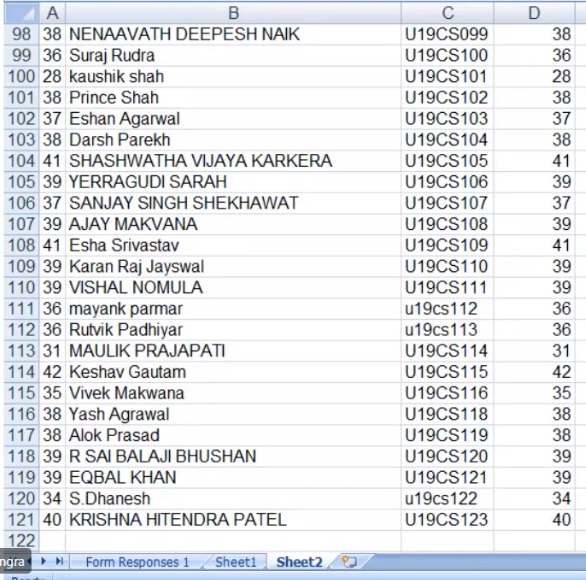 A B C D
98 38 NENAAVATH DEEPESH NAIK U19CS099 38
99 36 Suraj Rudra U19CS100 36
100 28 kaushik shah U19CS101 28
101 38 Prince Shah U19CS102 38
102 37 Eshan Agarwal U19CS103 37
103 38 Darsh Parekh U19CS104 38
104 41 SHASHWATHA VIJAYA KARKERA U19CS105 41
105 39 YERRAGUDI SARAH U19CS106 39
106 37 SANJAY SINGH SHEKHAWAT U19CS107 37
107 39 AJAY MAKVANA U19CS108 39
108 41 Esha Srivastav U19CS109 41
109 39 Karan Raj Jayswal U19CS110 39
110 39 VISHAL NOMULA U19CS111 39
111 36 mayank parmar u19cs112 36
112 36 Rutvik Padhiyar u19cs113 36
113 31 MAULIK PRAJAPATI U19CS114 31
114 42 Keshav Gautam U19CS115 42
115 35 Vivek Makwana U19CS116 35
116 38 Yash Agrawal U19CS118 38
117 38 Alok Prasad U19CS119 38
118 39 R SAI BALAJI BHUSHAN U19CS120 39
119 39 EQBAL KHAN U19CS121 39
120 34 S.Dhanesh u19cs122 34
121 40 KRISHNA HITENDRA PATEL U19CS123 40
122
ngra Form Responses 1 Sheet1 Sheet2